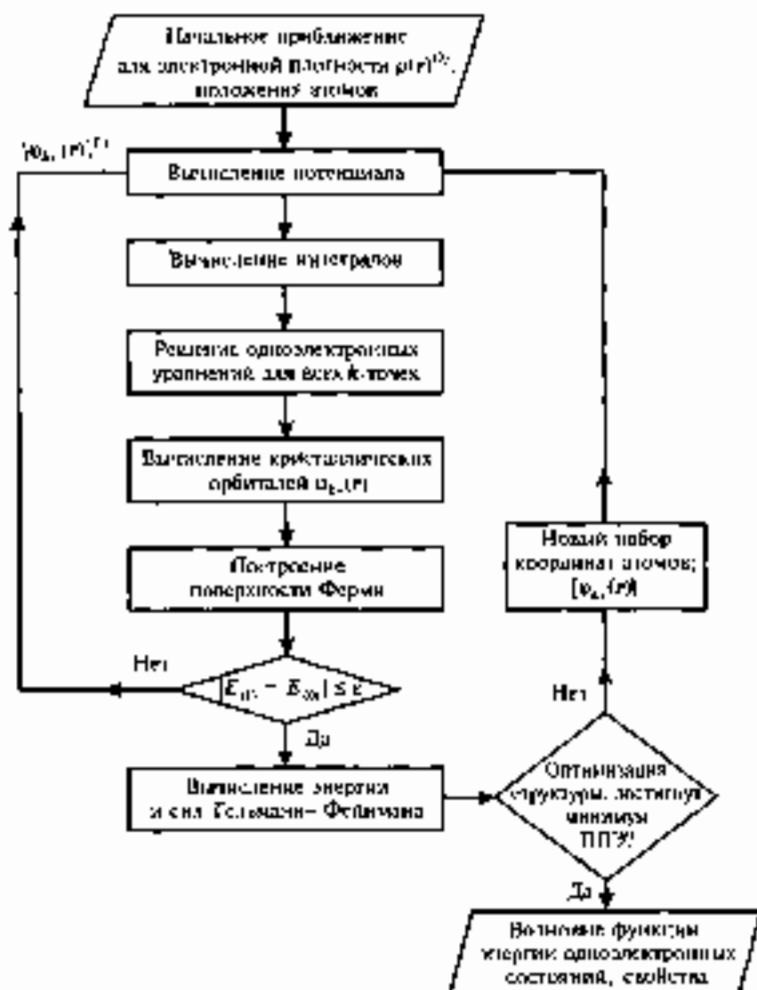 Начальное приближение
для электронной плотности ρ(r)
положения атомов
Вычисление потенциала
Вычисление интегралов
Решение одноэлектронных
уравнений для всех k-точек
Вычисление кристаллических
орбиталей
Построение
поверхности Ферми
Нет
Да
Вычисление энергии
и сил Гельмана– Фейнмана
Новый набор
координат атомов;
Нет
Оптимизация
структуры, достигнут
минимум
ППЭ?
Да
Волновые функции
энергии одноэлектронных
состояний, свойства